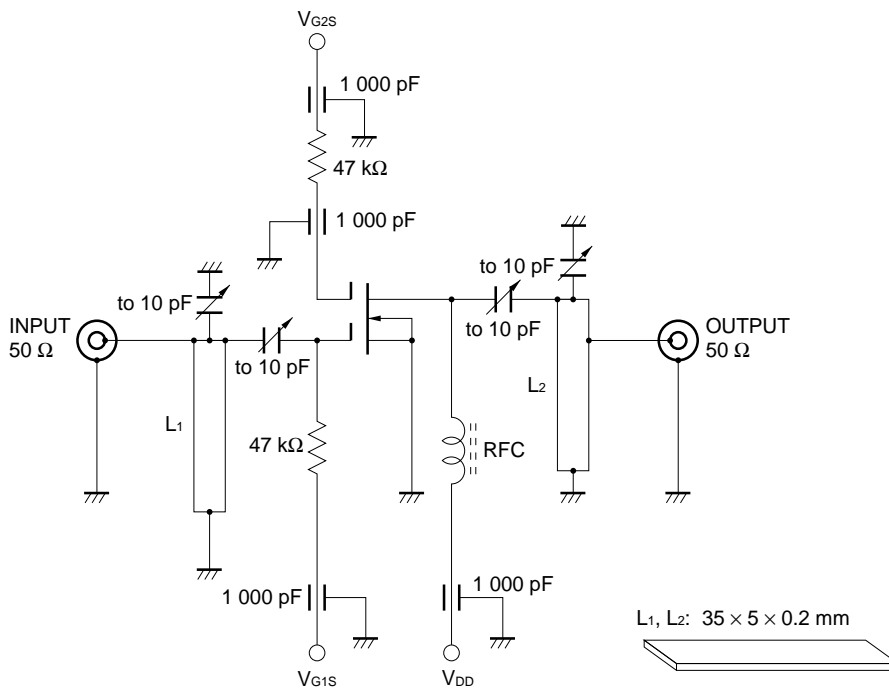 VG2S
1 000 pF
47 kΩ
1 000 pF
to 10 pF
to 10 pF
INPUT
50 Ω
to 10 pF
to 10 pF
OUTPUT
50 Ω
L1
L2
47 kΩ
RFC
1 000 pF
1 000 pF
L1, L2: 35 × 5 × 0.2 mm
VG1S
VDD